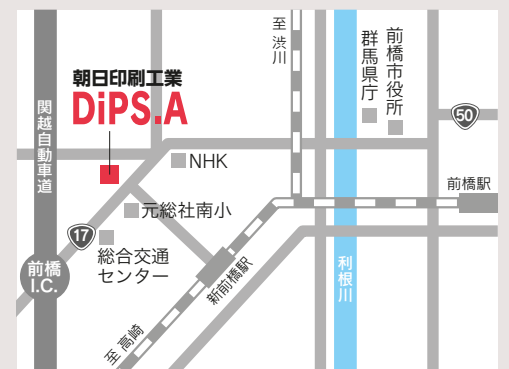 朝日印刷工業
DiPS.A
関越自動車道
至渋川
群馬県庁
前橋市役所
50
NHK
前橋駅
元総社南小
17
総合交通
センター
前橋
I.C.
新前橋駅
利根川
至高崎